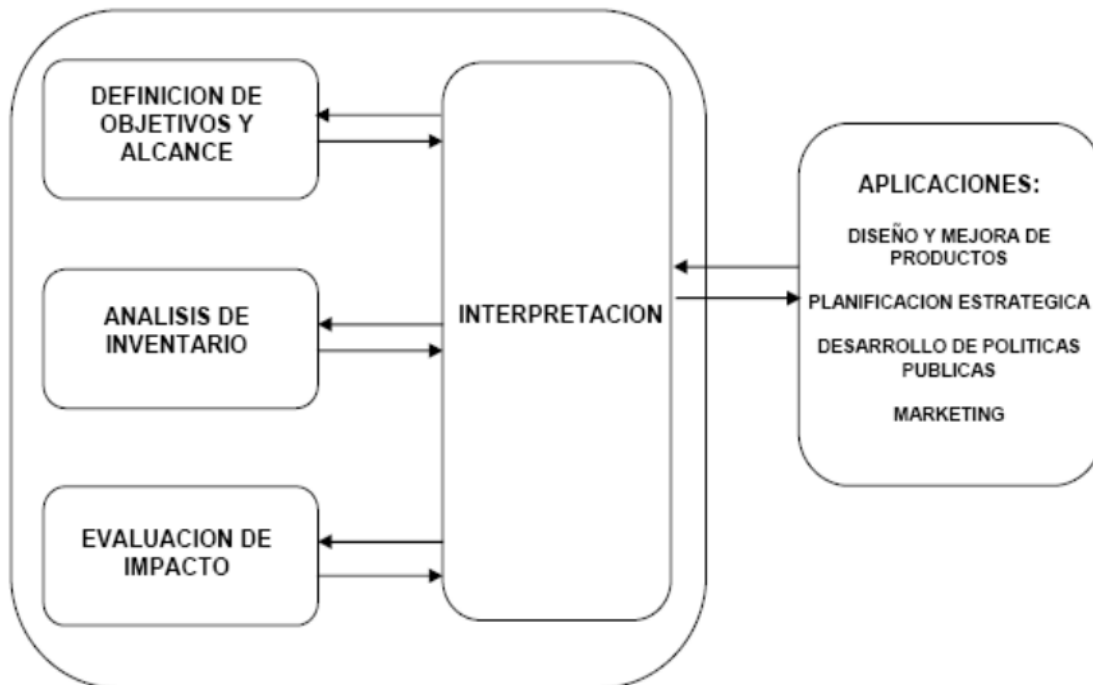 DEFINICION DE
OBJETIVOS Y
ALCANCE
ANALISIS DE
INVENTARIO
EVALUACION DE
IMPACTO
INTERPRETACION
APLICACIONES:
DISEÑO Y MEJORA DE
PRODUCTOS
PLANIFICACION ESTRATEGICA
DESARROLLO DE POLITICAS
PUBLICAS
MARKETING